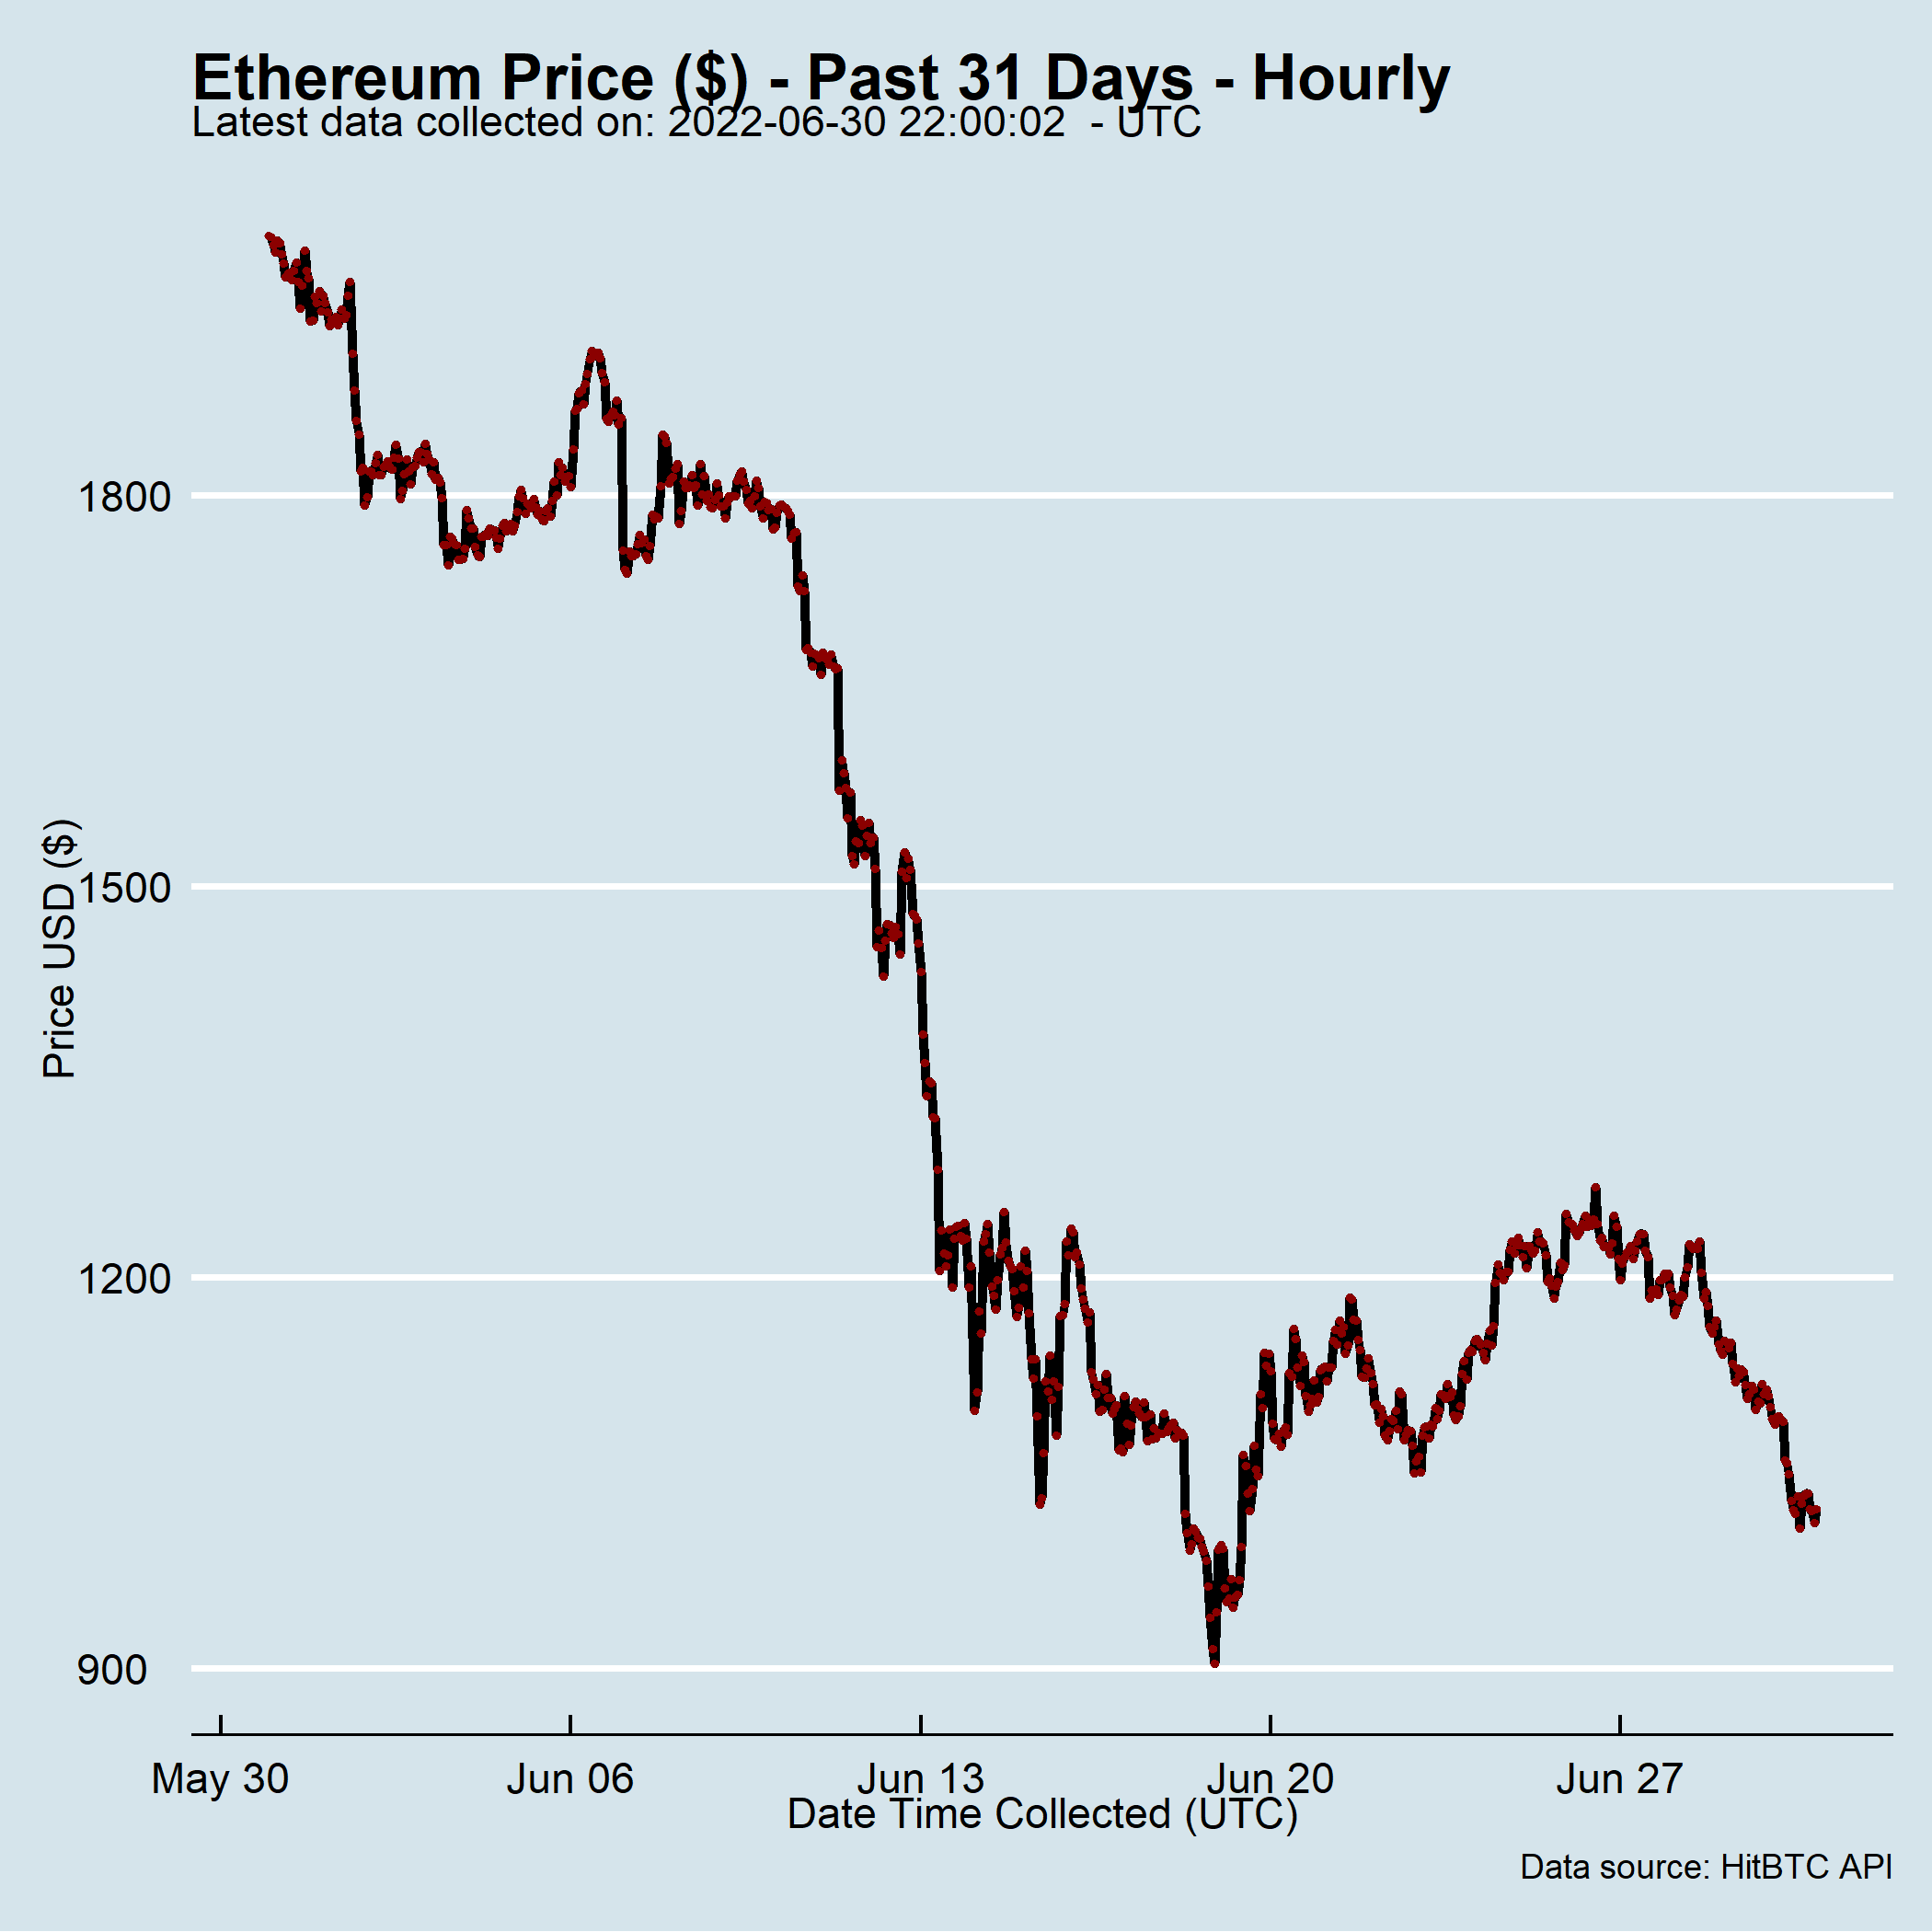 Ethereum Price ($) - Past 31 Days - Hourly
Latest data collected on: 2022-06-30 22:00:02  - UTC
1800
1500
1200
900
Price USD ($)
May 30
Jun 06
Jun 13
Jun 20
Jun 27
Date Time Collected (UTC)
Data source: HitBTC API